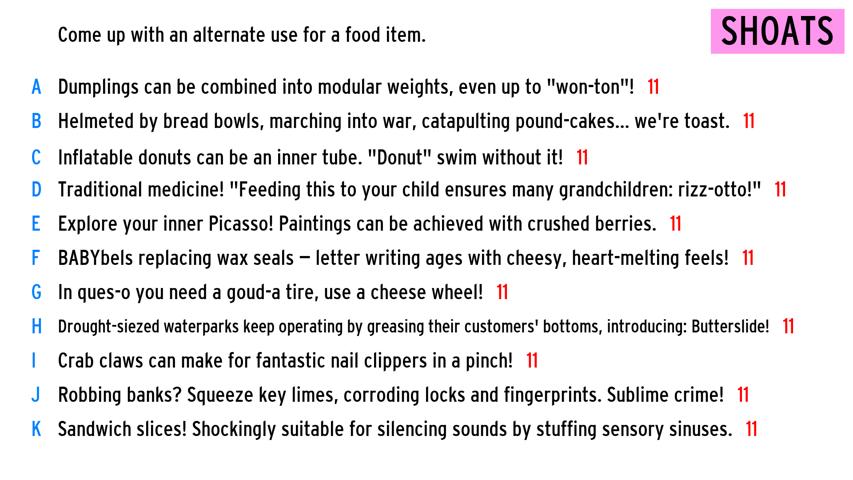 Come up with an alternate use for a food item.
SHOATS
A Dumplings can be combined into modular weights, even up to "won-ton"! 11
B Helmeted by bread bowls, marching into war, catapulting pound-cakes... we're toast. 11
C Inflatable donuts can be an inner tube. "Donut" swim without it! 11
D Traditional medicine! "Feeding this to your child ensures many grandchildren: rizz-otto!" 11
E Explore your inner Picasso! Paintings can be achieved with crushed berries. 11
F BABYbels replacing wax seals – letter writing ages with cheesy, heart-melting feels! 11
G In ques-o you need a goud-a tire, use a cheese wheel! 11
H Drought-siezed waterparks keep operating by greasing their customers' bottoms, introducing: Butterslide! 11
I Crab claws can make for fantastic nail clippers in a pinch! 11
J Robbing banks? Squeeze key limes, corroding locks and fingerprints. Sublime crime! 11
K Sandwich slices! Shockingly suitable for silencing sounds by stuffing sensory sinuses. 11